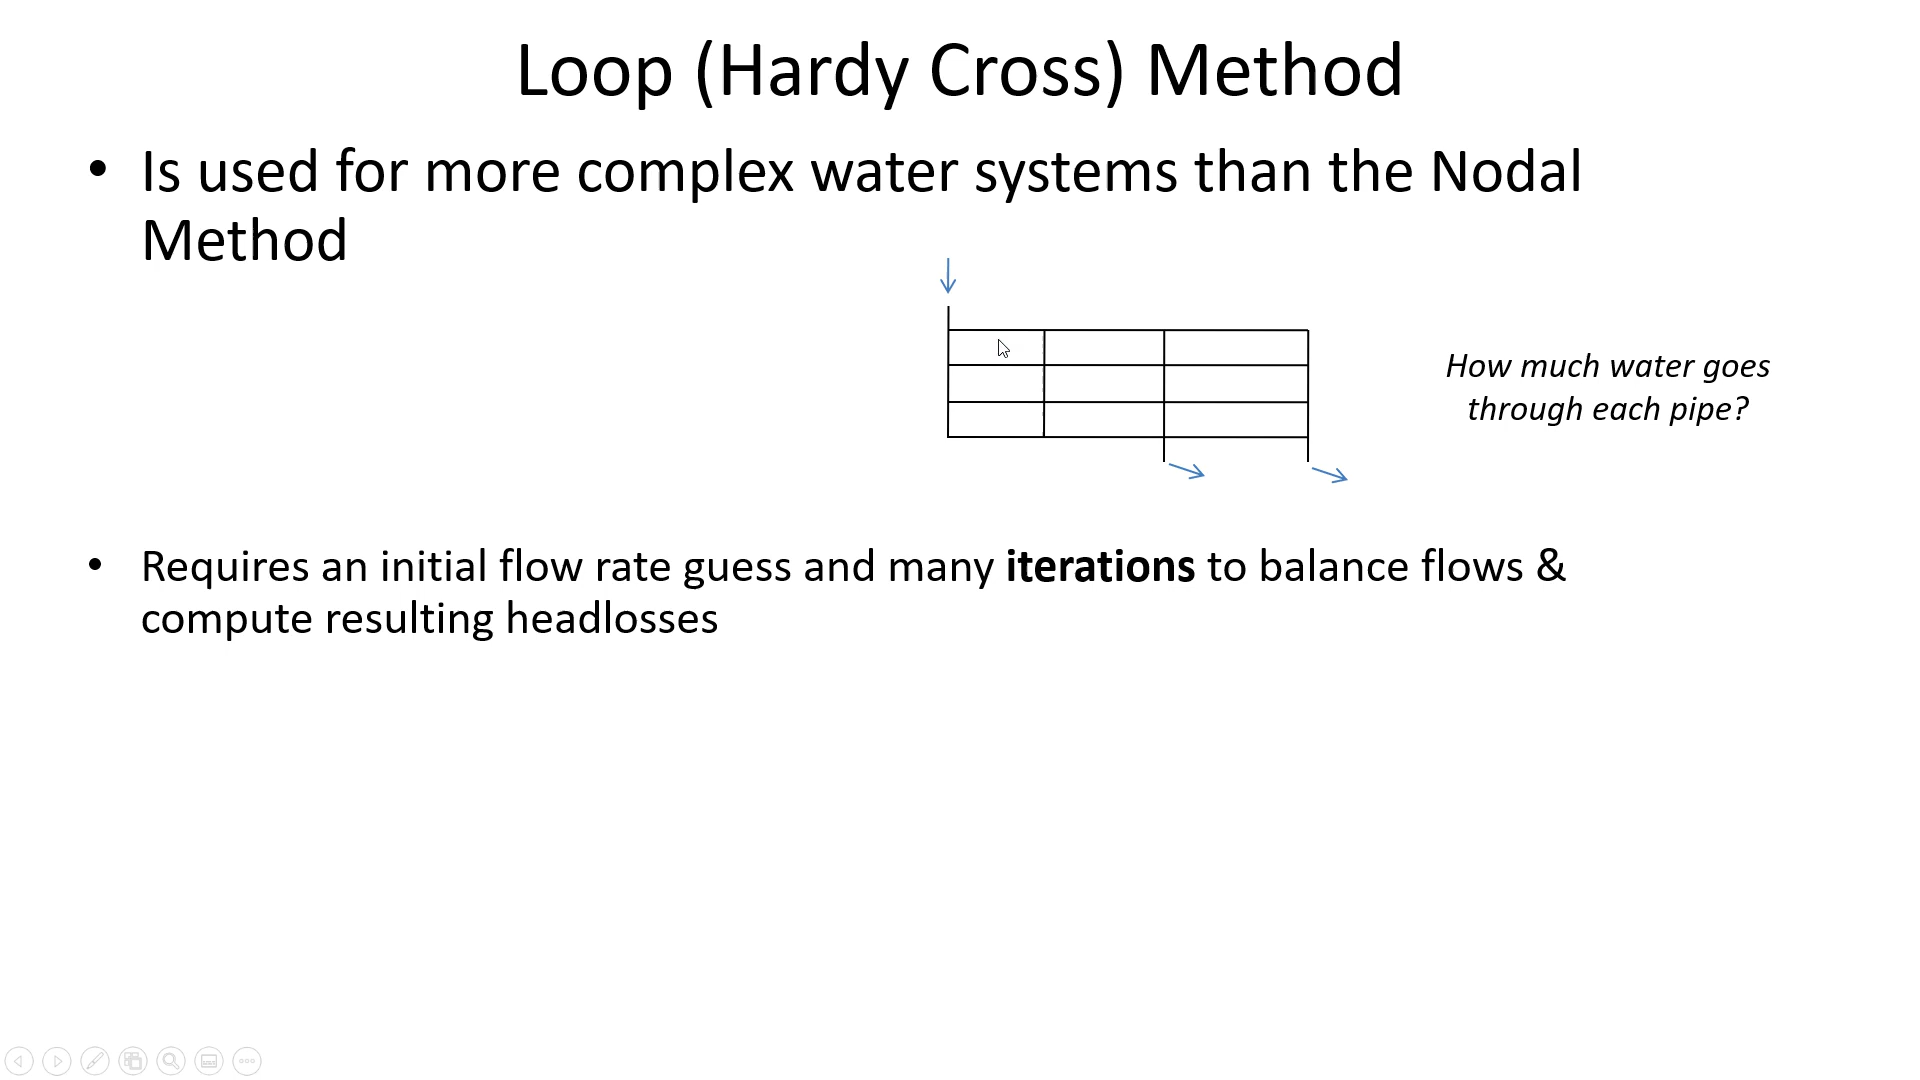 Loop (Hardy Cross) Method
• Is used for more complex water systems than the Nodal
Method
How much water goes
through each pipe?
• Requires an initial flow rate guess and many iterations to balance flows &
compute resulting headlosses